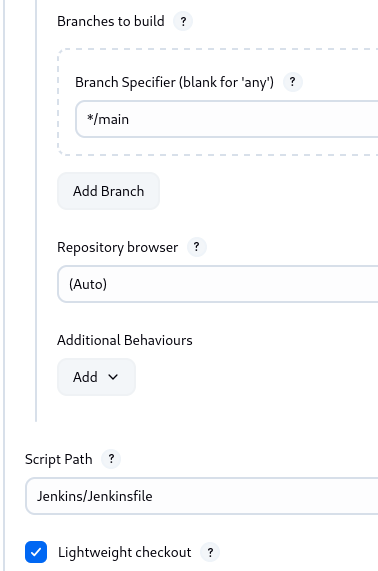 Branches to build ?
Branch Specifier (blank for 'any') ?
*/main
Add Branch
Repository browser ?
(Auto)
Additional Behaviours
Add
Script Path ?
Jenkins/Jenkinsfile
Lightweight checkout ?